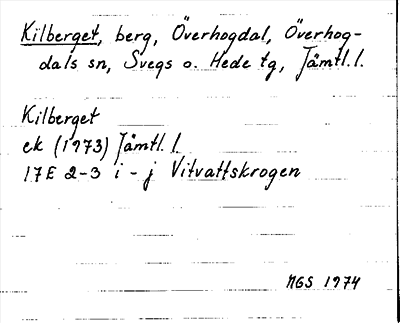 Kilberget, berg, Överhogdal, Överhog-
dals sn, Svegs o. Hede tg, Jämtl. l.
Kilberget
ek (1973) Jämtl. l.
17E 2-3 i - j Vitvattskrogen
NGS 1974